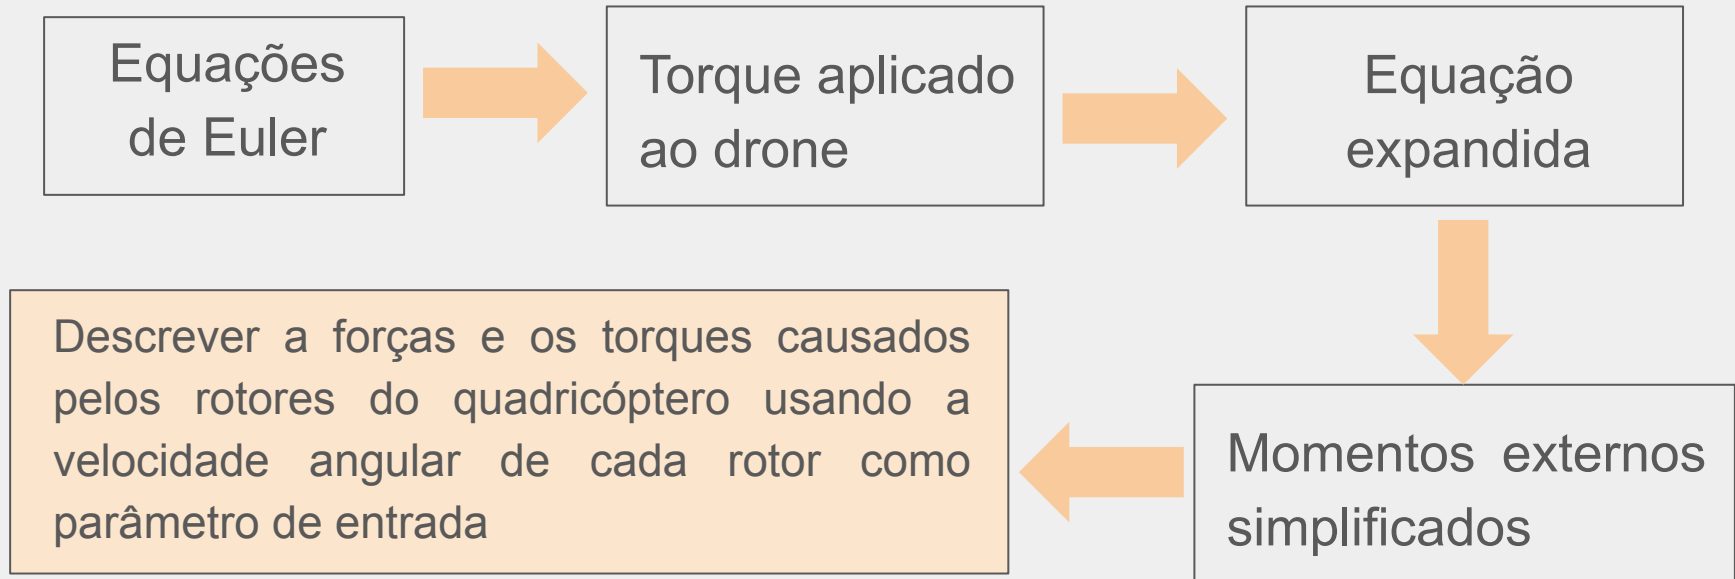 Equações
de Euler
Torque aplicado
ao drone
Equação
expandida
Momentos externos
simplificados
Descrever a forças e os torques causados
pelos rotores do quadricóptero usando a
velocidade angular de cada rotor como
parâmetro de entrada